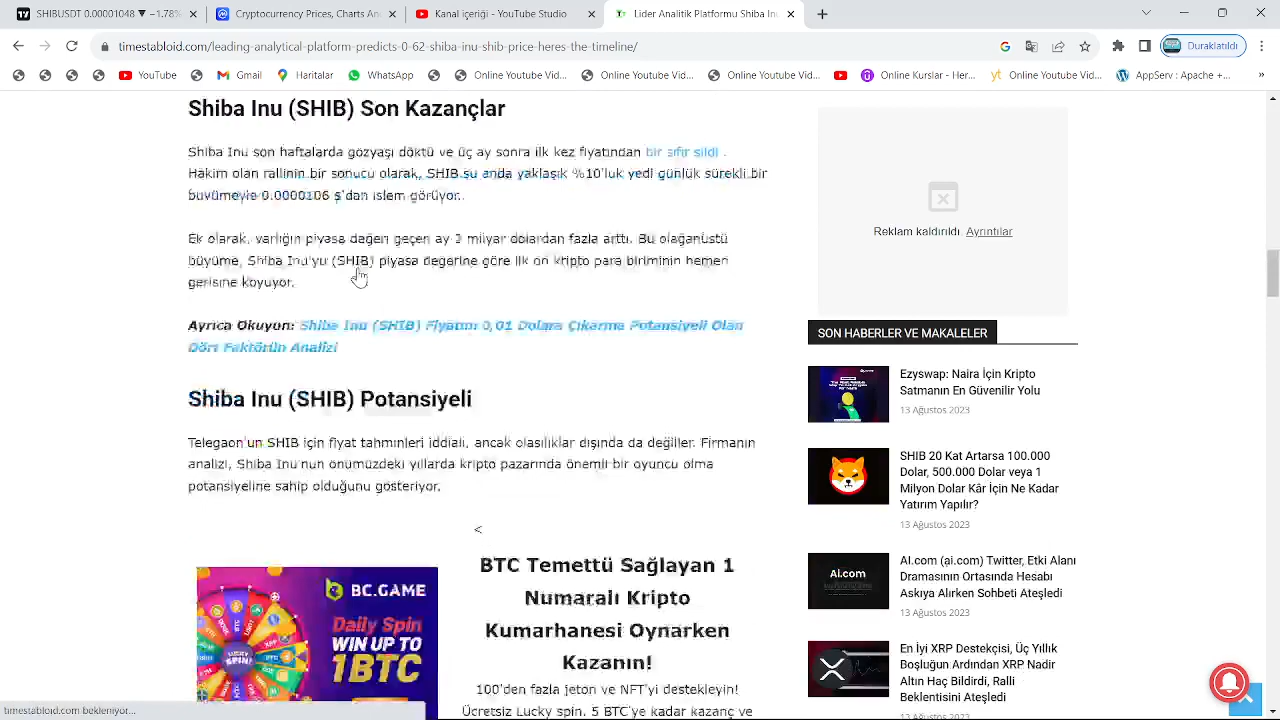 SHIBUSDT 0.00001048 ▼ −1.78%
Cryptocurrency Prices, Charts An
Kanal içeriği - YouTube Studio
Lider Analitik Platformu Shiba Inu
timestabloid.com/leading-analytical-platform-predicts-0-62-shiba-inu-shib-price-heres-the-timeline/
Duraklatıldı
YouTube
Gmail
Haritalar
WhatsApp
Online Youtube Vid...
Online Youtube Vid...
Online Youtube Vid...
Online Kurslar - Her...
Online Youtube Vid...
AppServ : Apache +...
»
Shiba Inu (SHIB) Son Kazançlar
Shiba Inu son haftalarda gözyaşı döktü ve üç ay sonra ilk kez fiyatından bir sıfır sildi .
Hakim olan rallinin bir sonucu olarak, SHIB şu anda yaklaşık %10'luk yedi günlük sürekli bir
büyümeyle 0.0000106 $'dan işlem görüyor.
Ek olarak, varlığın piyasa değeri geçen ay 1 milyar dolardan fazla arttı. Bu olağanüstü
büyüme, Shiba Inu'yu (SHIB) piyasa değerine göre ilk on kripto para biriminin hemen
gerisine koyuyor.
Ayrıca Okuyun: Shiba Inu (SHIB) Fiyatını 0,01 Dolara Çıkarma Potansiyeli Olan
Dört Faktörün Analizi
Shiba Inu (SHIB) Potansiyeli
Telegaon'un SHIB için fiyat tahminleri iddialı, ancak olasılıklar dışında da değiller. Firmanın
analizi, Shiba Inu'nun önümüzdeki yıllarda kripto pazarında önemli bir oyuncu olma
potansiyeline sahip olduğunu gösteriyor.
<
BC.GAME
Daily Spin
WIN UP TO
1BTC
BTC Temettü Sağlayan 1
Numaralı Kripto
Kumarhanesi Oynarken
Kazanın!
100'den fazla kripto, NFT'yi destekleyin!
Ücretsiz Lucky Spin, 5 BTC'ye kadar kazanç ve
Reklam kaldırıldı. Ayrıntılar
SON HABERLER VE MAKALELER
Ezyswap: Naira İçin Kripto
Satmanın En Güvenilir Yolu
13 Ağustos 2023
SHIB 20 Kat Artarsa 100.000
Dolar, 500.000 Dolar veya 1
Milyon Dolar Kâr İçin Ne Kadar
Yatırım Yapılır?
13 Ağustos 2023
AI.com
AI.com (ai.com) Twitter, Etki Alanı
Dramasının Ortasında Hesabı
Askıya Alırken Sohbeti Ateşledi
13 Ağustos 2023
En İyi XRP Destekçisi, Üç Yıllık
Boşluğun Ardından XRP'Nadir
Altın Haç Bildirdi, Ralli
Beklentisini Ateşledi
13 Ağustos 2023
timestabloid.com bekleniyor...